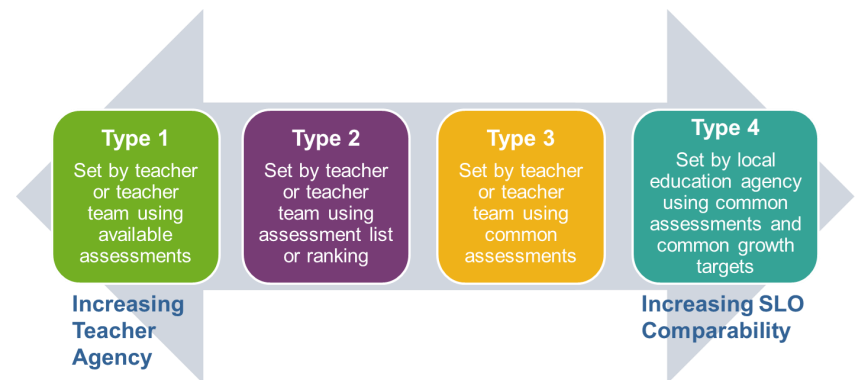 Type 1
Set by teacher
or teacher
team using
available
assessments
Type 2
Set by teacher
or teacher
team using
assessment list
or ranking
Type 3
Set by teacher
or teacher
team using
common
assessments
Type 4
Set by local
education agency
using common
assessments and
common growth
targets
Increasing
Teacher
Agency
Increasing SLO
Comparability